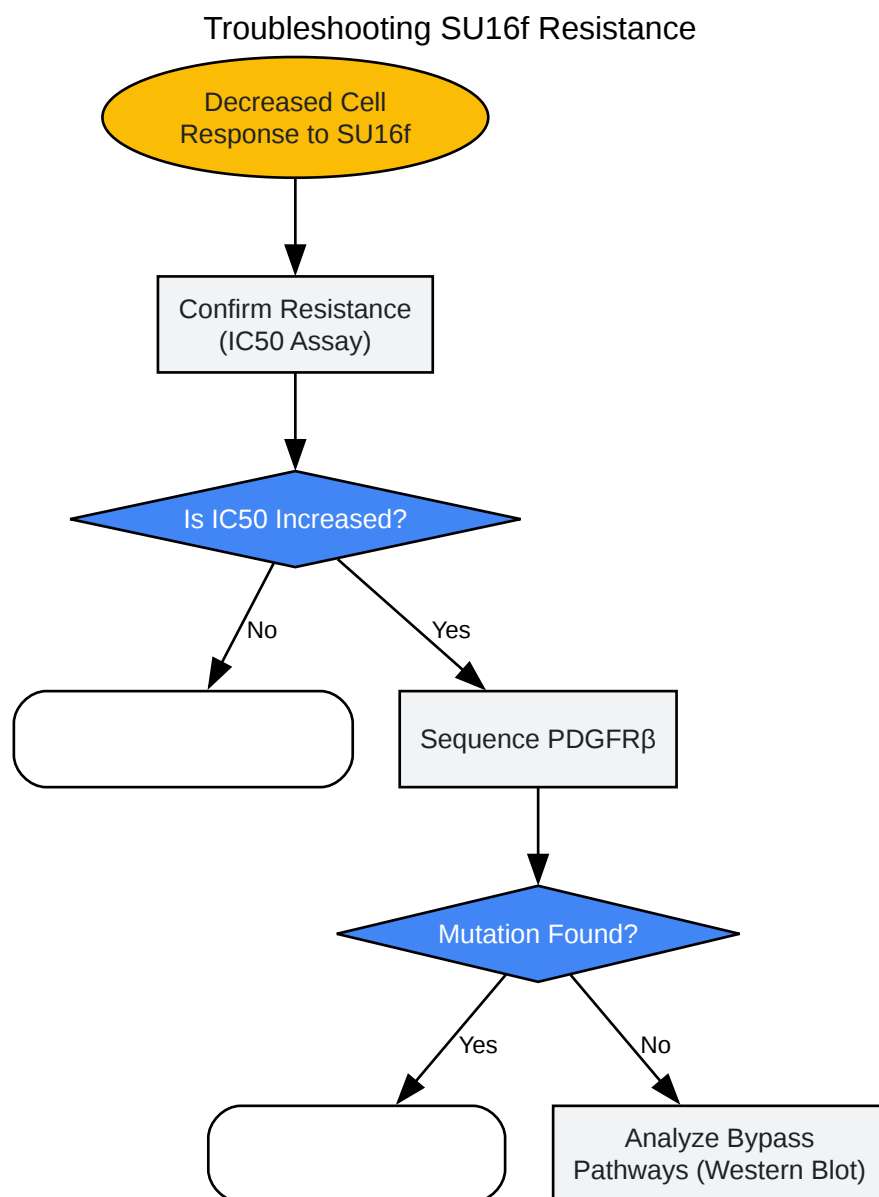 Troubleshooting SU16f Resistance
Decreased Cell
Response to SU16f
Confirm Resistance
(IC50 Assay)
Is IC50 Increased?
No
Yes
Sequence PDGFRβ
Mutation Found?
Yes
No
Analyze Bypass
Pathways (Western Blot)